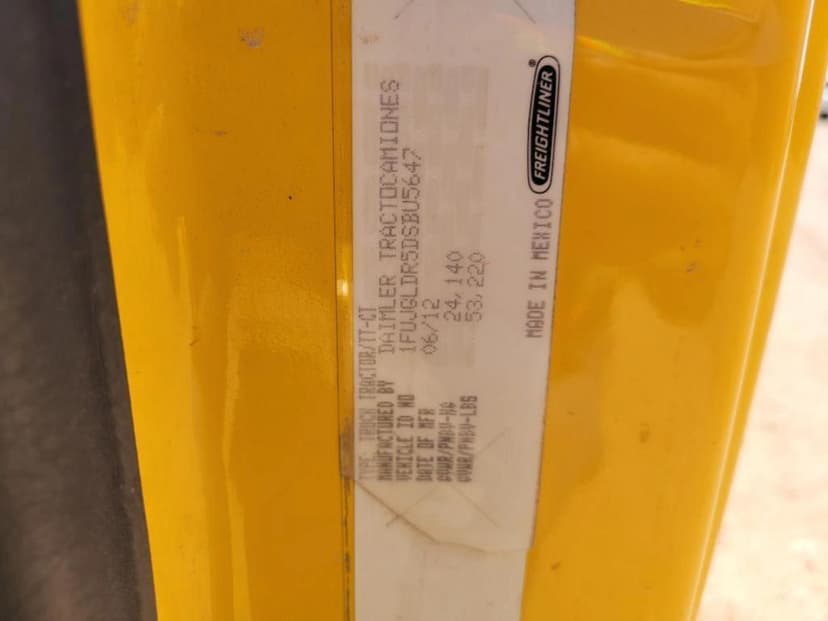 TYPE: TRUCK TRACTOR/TT-CT
MANUFACTURED BY DAIMLER TRACTOCAMIONES
VEHICLE ID NO 1FUJGLDR5DSBU5647
DATE OF MFR 06/12
GVWR/PNBV-KG 24,140
GVWR/PNBV-LBS 53,220
MADE IN MEXICO FREIGHTLINER®